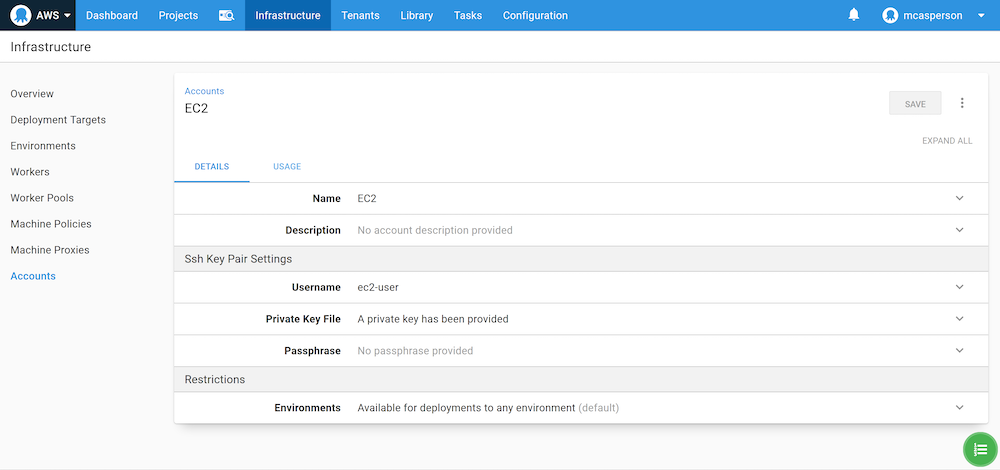 AWS Dashboard Projects Infrastructure Tenants Library Tasks Configuration mcasperson
Infrastructure
Overview
Deployment Targets
Environments
Workers
Worker Pools
Machine Policies
Machine Proxies
Accounts
Accounts
EC2
SAVE
EXPAND ALL
DETAILS USAGE
Name EC2
Description No account description provided
Ssh Key Pair Settings
Username ec2-user
Private Key File A private key has been provided
Passphrase No passphrase provided
Restrictions
Environments Available for deployments to any environment (default)